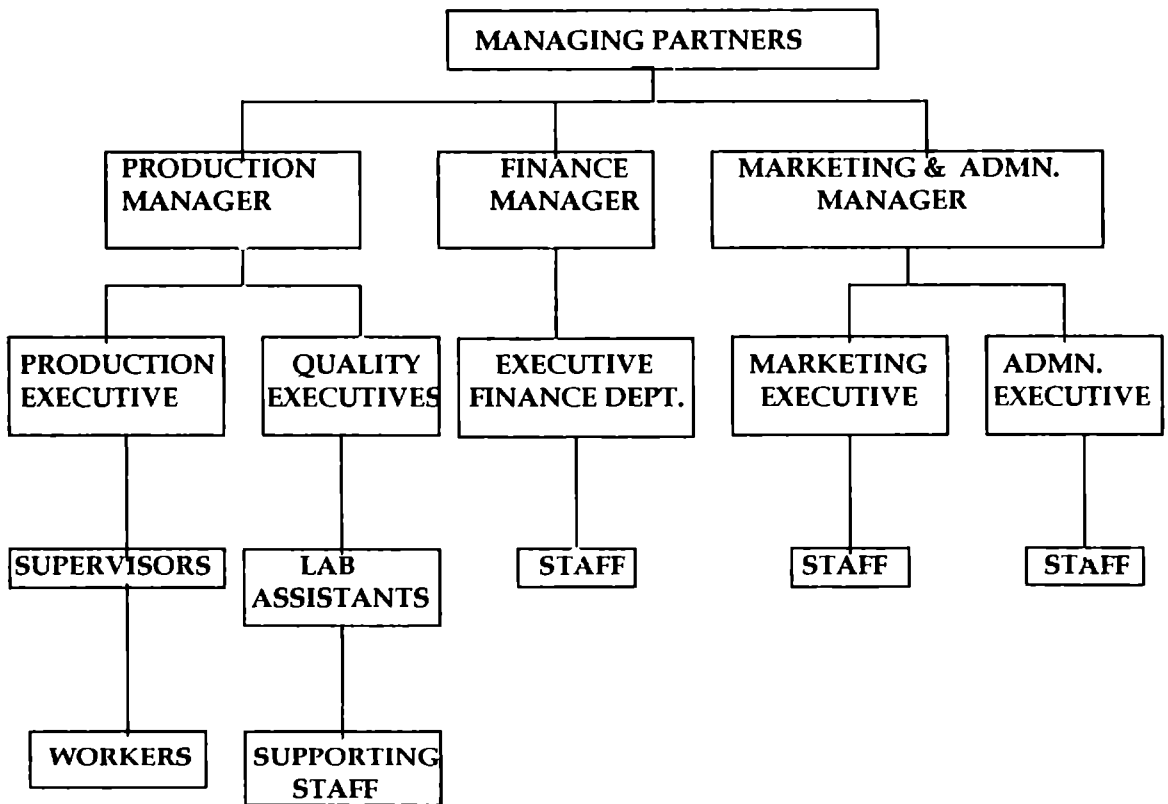 MANAGING PARTNERS
PRODUCTION
MANAGER
FINANCE
MANAGER
MARKETING & ADMN.
MANAGER
PRODUCTION
EXECUTIVE
QUALITY
EXECUTIVES
EXECUTIVE
FINANCE DEPT.
MARKETING
EXECUTIVE
ADMN.
EXECUTIVE
SUPERVISORS
LAB
ASSISTANTS
STAFF
STAFF
STAFF
WORKERS
SUPPORTING
STAFF